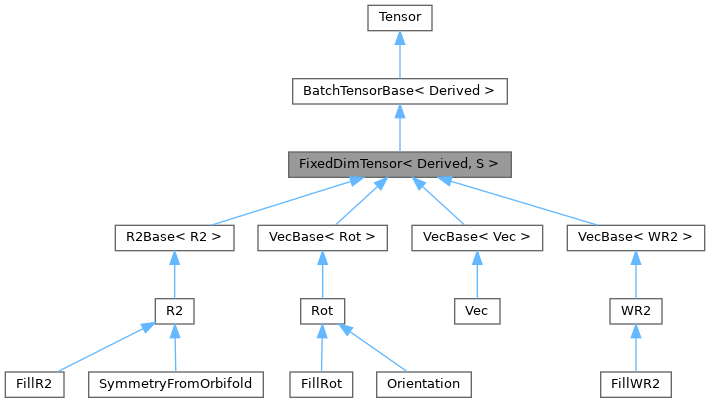 Tensor
BatchTensorBase< Derived >
FixedDimTensor< Derived, S >
R2Base< R2 >
VecBase< Rot >
VecBase< Vec >
VecBase< WR2 >
R2
Rot
Vec
WR2
FillR2
SymmetryFromOrbifold
FillRot
Orientation
FillWR2